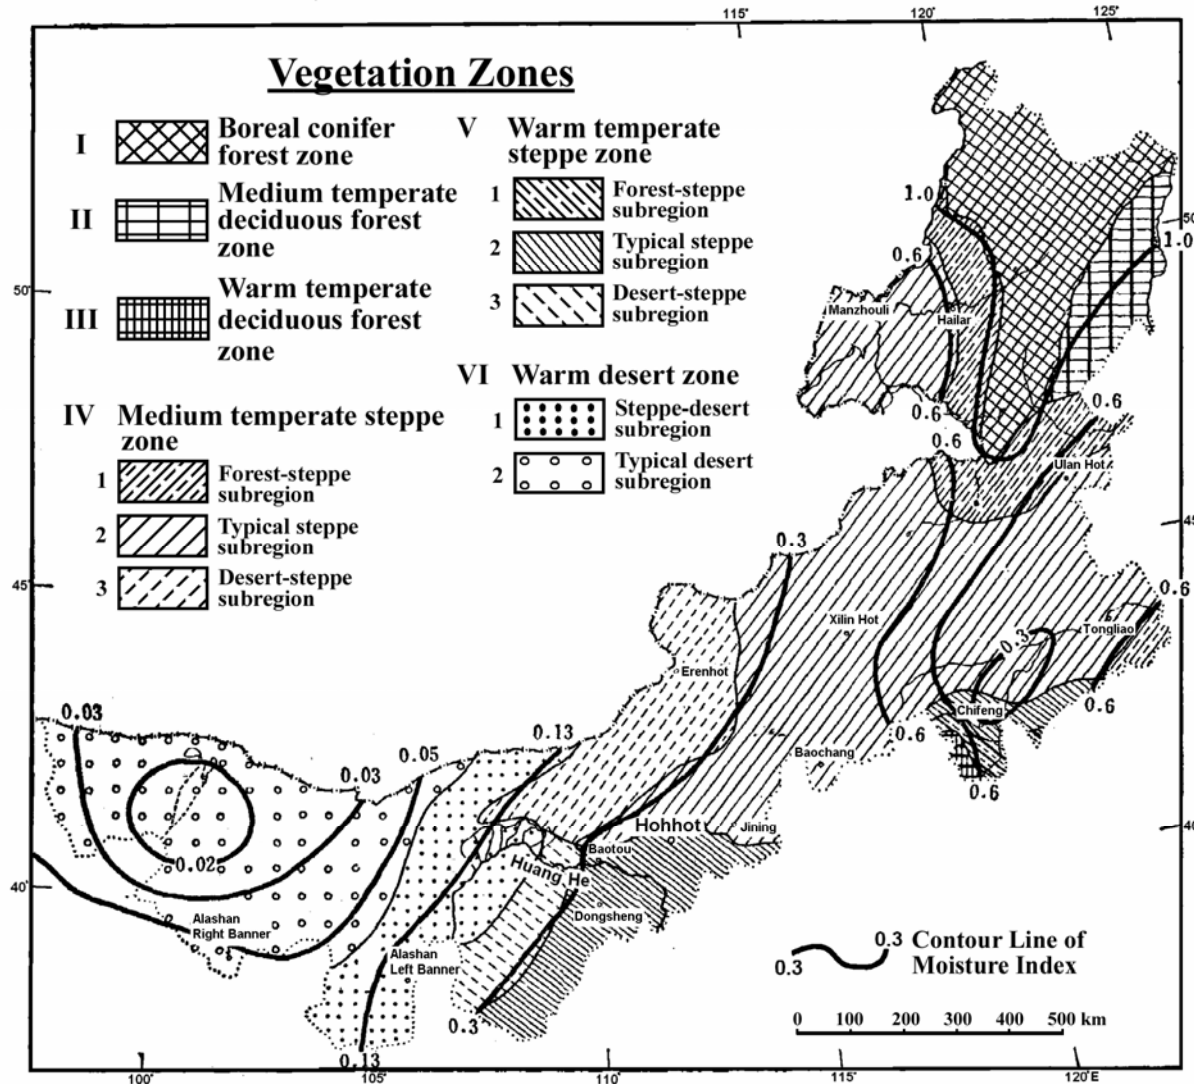 115°
120°
125°
Vegetation Zones
I
Boreal conifer
forest zone
II
Medium temperate
deciduous forest
zone
III
Warm temperate
deciduous forest
zone
IV Medium temperate steppe
zone
1
Forest-steppe
subregion
2
Typical steppe
subregion
3
Desert-steppe
subregion
V Warm temperate
steppe zone
1
Forest-steppe
subregion
2
Typical steppe
subregion
3
Desert-steppe
subregion
VI Warm desert zone
1
Steppe-desert
subregion
2
Typical desert
subregion
1.0
0.6
50
1.0
50°
Manzhouli
Hailar
0.6
0.6
0.6
Ulan Hot
45
0.3
45°
0.6
Xilin Hot
Tongliao
0.3
Erenhot
Chifeng
0.6
0.03
0.13
0.6
0.05
Baochang
0.03
0.6
Hohhot
Jining
40
Baotou
0.02
Huang He
40°
Dongsheng
Alashan
Right Banner
Alashan
Left Banner
0.3
0.3
0.3
Contour Line of
Moisture Index
0 100 200 300 400 500 km
0.13
100°
105°
110°
115°
120°E